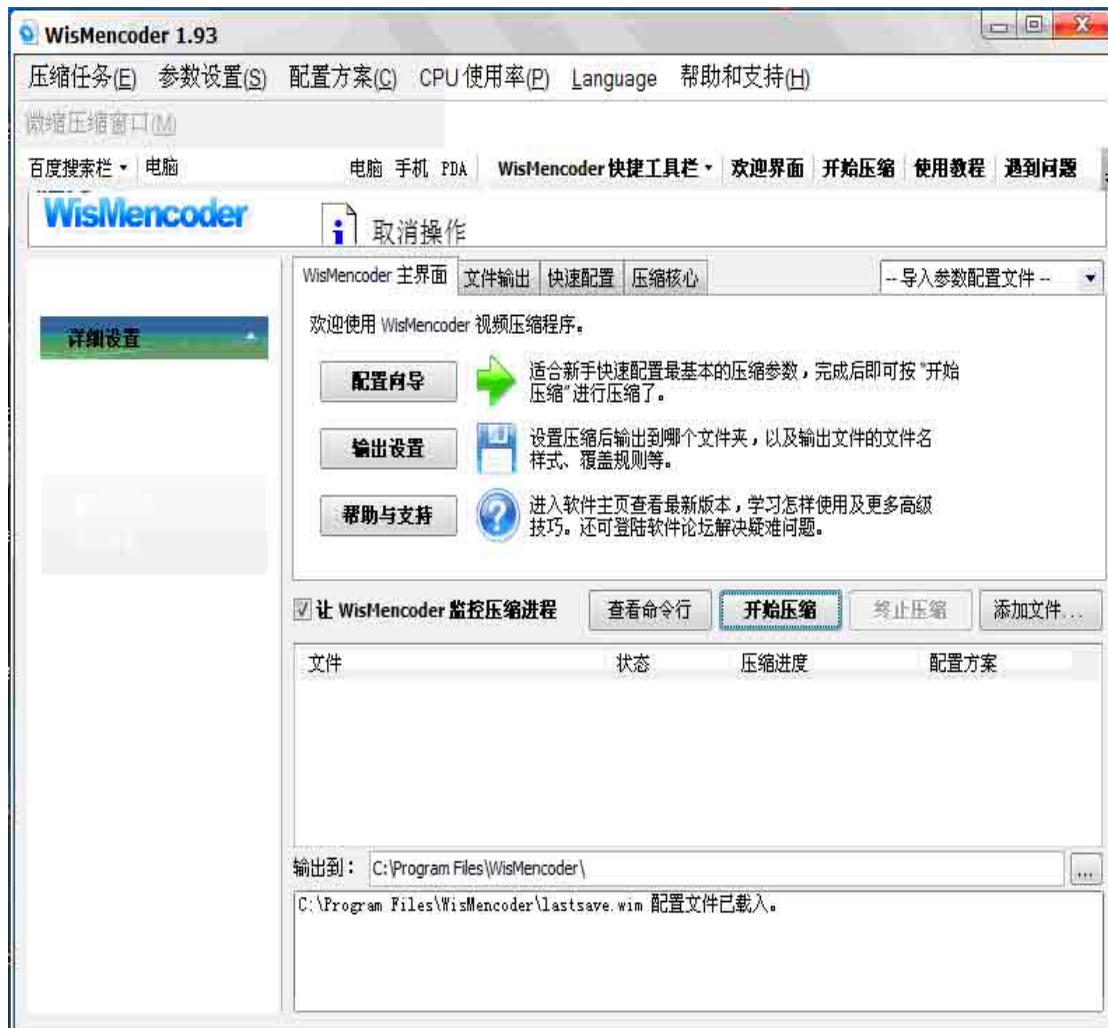 WisMencoder 1.93
压缩任务(E) 参数设置(S) 配置方案(C) CPU 使用率(P) Language 帮助和支持(H)
微缩压缩窗口(M)
百度搜索栏 电脑 电脑 手机 PDA WisMencoder 快捷工具栏 欢迎界面 开始压缩 使用教程 遇到问题
WisMencoder 取消操作
WisMencoder 主界面 文件输出 快速配置 压缩核心 -- 导入参数配置文件 --
详细设置
欢迎使用 WisMencoder 视频压缩程序。
配置向导
适合新手快速配置最基本的压缩参数，完成后即可按“开始
压缩”进行压缩了。
输出设置
设置压缩后输出到哪个文件夹，以及输出文件的文件名
样式、覆盖规则等。
帮助与支持
进入软件主页查看最新版本，学习怎样使用及更多高级
技巧。还可登陆软件论坛解决疑难问题。
让 WisMencoder 监控压缩进程 查看命令行 开始压缩 终止压缩 添加文件...
文件 状态 压缩进度 配置方案
输出到： C:\Program Files\WisMencoder\ ...
C:\Program Files\WisMencoder\lastsave.wim 配置文件已载入。